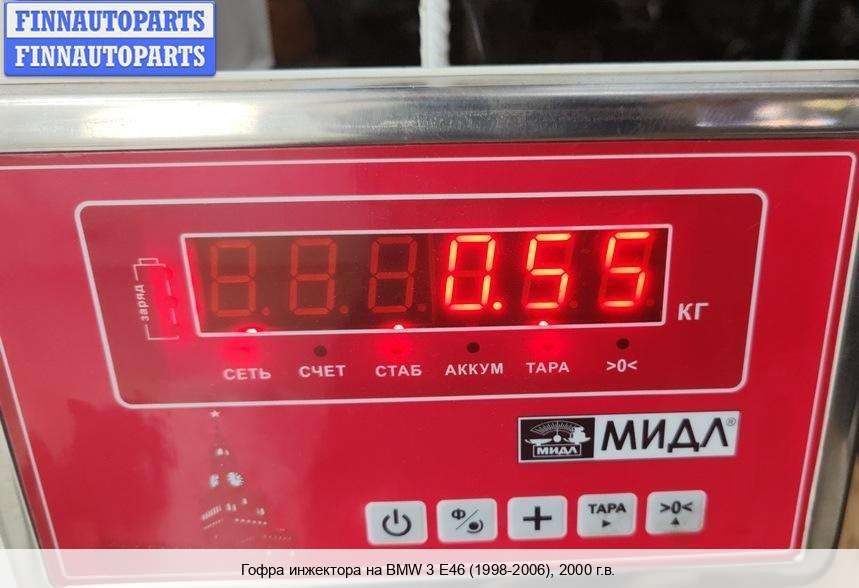 FINNAUTOPARTS
FINNAUTOPARTS
заряд
0.55
КГ
СЕТЬ СЧЕТ СТАБ АККУМ ТАРА >0<
МИДЛ МИДЛ®
Ф/ + ТАРА >0<
Гофра инжектора на BMW 3 E46 (1998-2006), 2000 г.в.